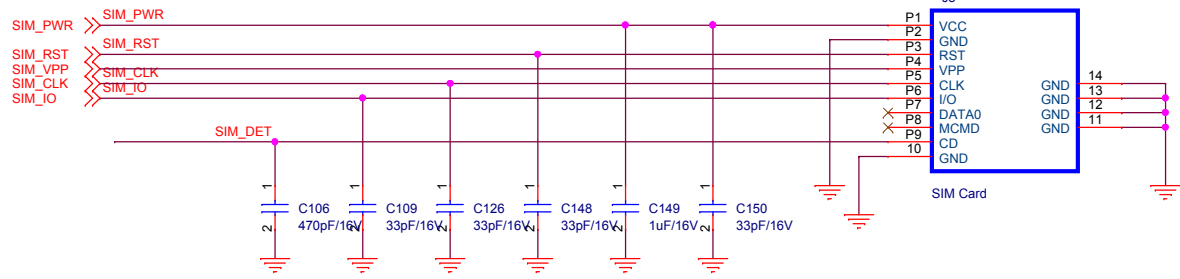 SIM_PWR
SIM_PWR
SIM_RST
SIM_RST
SIM_VPP
SIM_CLK
SIM_CLK
SIM_IO
SIM_IO
SIM_DET
P1
VCC
P2
GND
P3
RST
P4
VPP
P5
CLK
GND
14
P6
I/O
GND
13
P7
DATA0
GND
12
P8
MCMD
GND
11
P9
CD
10
GND
SIM Card
1
1
1
1
1
1
C106
C109
C126
C148
C149
C150
470pF/16V
33pF/16V
33pF/16V
33pF/16V
1uF/16V
33pF/16V
2
2
2
2
2
2